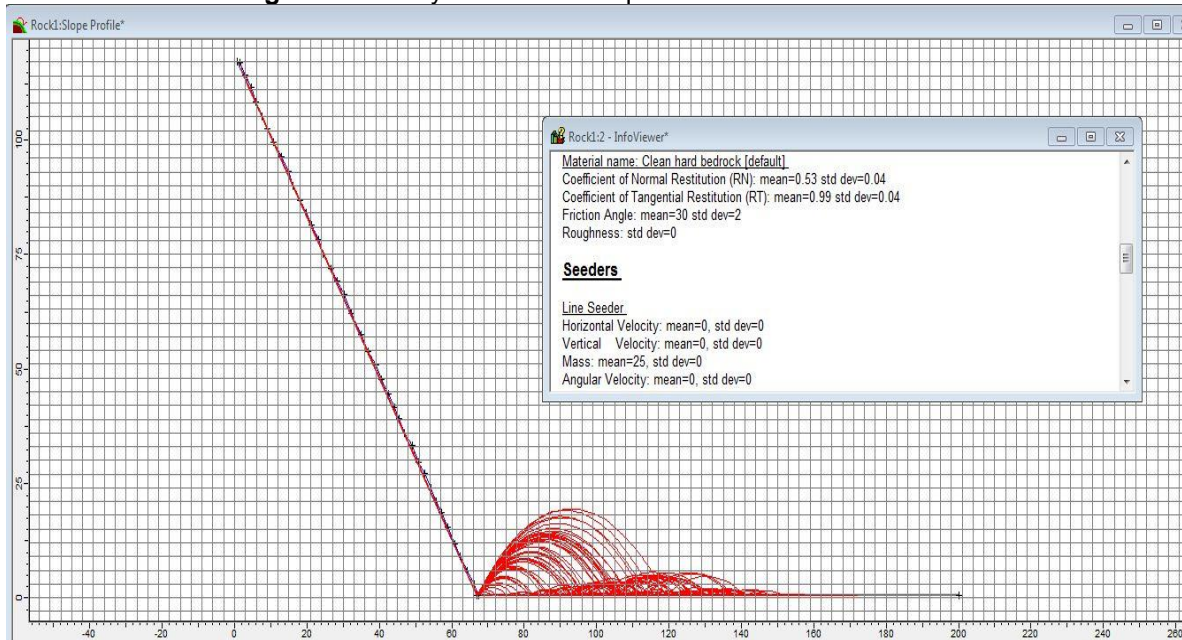 Rock1:Slope Profile*
100
75
50
25
0
-40 -20 0 20 40 60 80 100 120 140 160 180 200 220 240
Rock1:2 - InfoViewer*
Material name: Clean hard bedrock [default]
Coefficient of Normal Restitution (RN): mean=0.53 std dev=0.04
Coefficient of Tangential Restitution (RT): mean=0.99 std dev=0.04
Friction Angle: mean=30 std dev=2
Roughness: std dev=0
Seeders
Line Seeder
Horizontal Velocity: mean=0, std dev=0
Vertical Velocity: mean=0, std dev=0
Mass: mean=25, std dev=0
Angular Velocity: mean=0, std dev=0